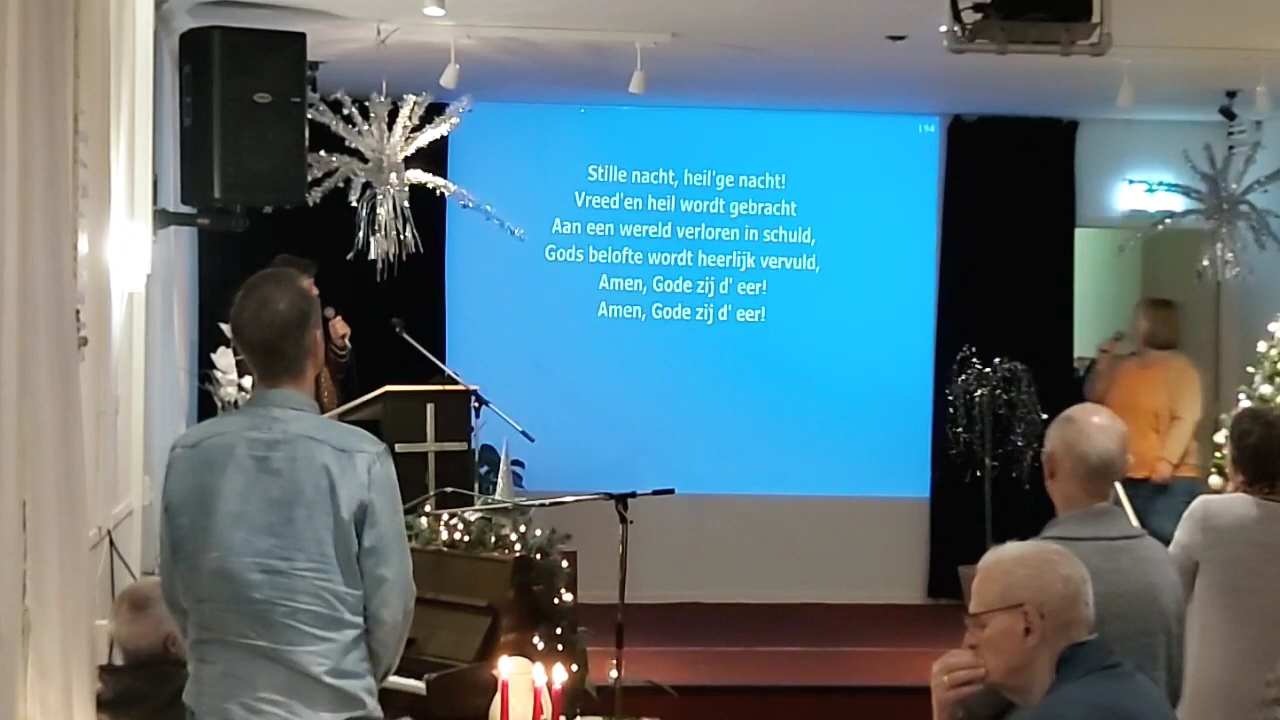 194
Stille nacht, heil'ge nacht!
Vreed'en heil wordt gebracht
Aan een wereld verloren in schuld,
Gods belofte wordt heerlijk vervuld,
Amen, Gode zij d' eer!
Amen, Gode zij d' eer!